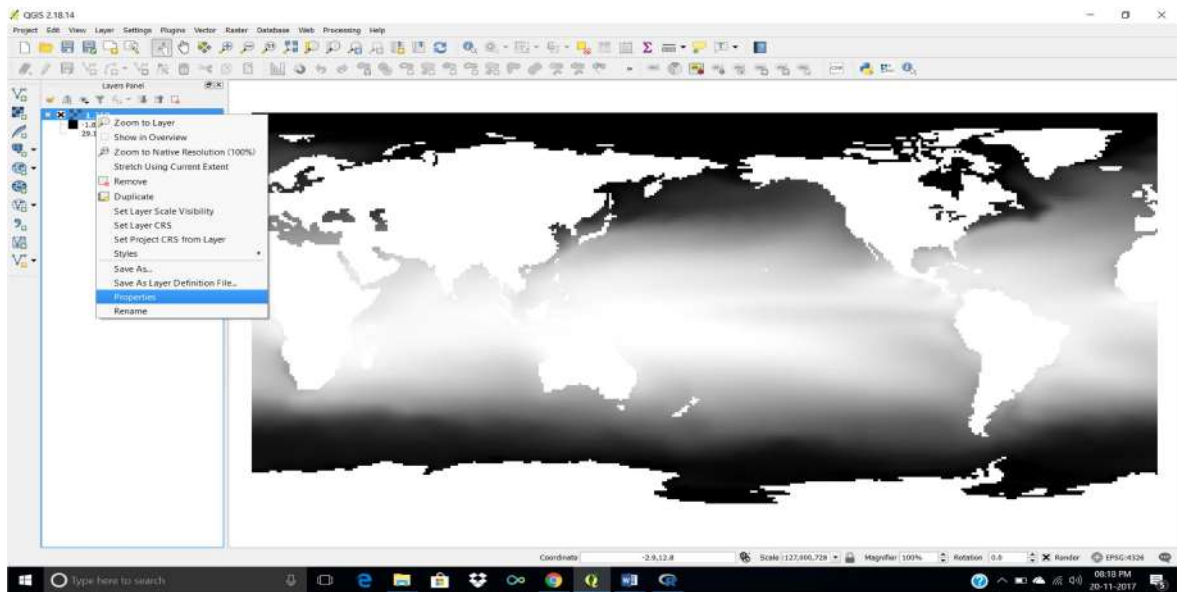 QGIS 2.18.14
Project Edit View Layer Settings Plugins Vector Raster Database Web Processing Help
Layers Panel
Zoom to Layer
Show in Overview
Zoom to Native Resolution (100%)
Stretch Using Current Extent
Remove
Duplicate
Set Layer Scale Visibility
Set Layer CRS
Set Project CRS from Layer
Styles
Save As...
Save As Layer Definition File...
Properties
Rename
Coordinate -2.9,12.8 Scale Magnifier 100% Rotation 0.0 Render EPSG:4326
Type here to search
08:18 PM
20-11-2017